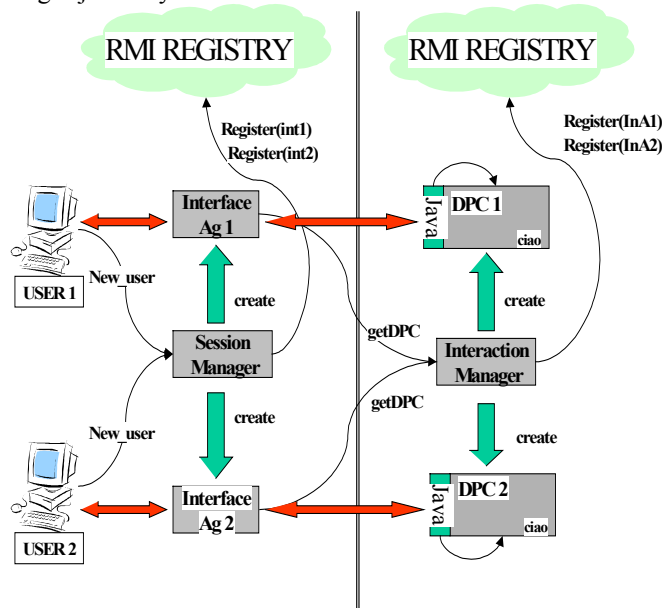 RMI REGISTRY
RMI REGISTRY
Register(int1)
Register(int2)
Register(InA1)
Register(InA2)
Interface
Ag 1
Java
DPC 1
ciao
USER 1
New user
create
create
getDPC
Session
Manager
Interaction
Manager
getDPC
create
create
New user
Interface
Ag 2
Java
DPC 2
ciao
USER 2